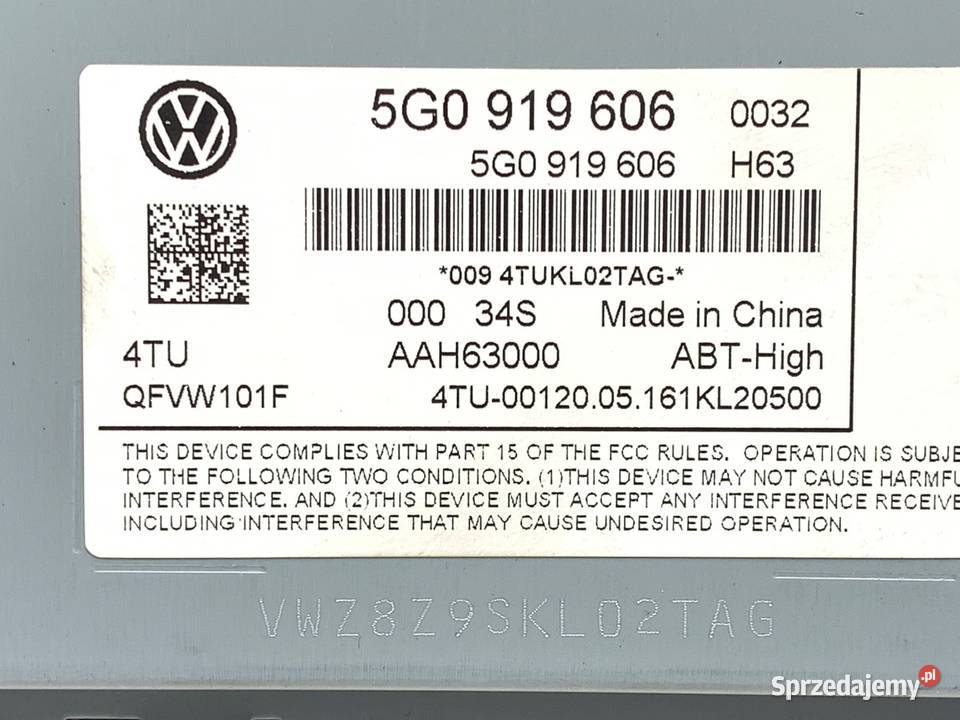 5G0 919 606 0032
5G0 919 606 H63
*009 4TUKL02TAG-*
000 34S Made in China
4TU AAH63000 ABT-High
QFVW101F 4TU-00120.05.161KL20500
THIS DEVICE COMPLIES WITH PART 15 OF THE FCC RULES. OPERATION IS SUBJE
TO THE FOLLOWING TWO CONDITIONS. (1)THIS DEVICE MAY NOT CAUSE HARMFU
INTERFERENCE. AND (2)THIS DEVICE MUST ACCEPT ANY INTERFERENCE RECEIVE
INCLUDING INTERFERENCE THAT MAY CAUSE UNDESIRED OPERATION.
VWZ8Z9SKL02TAG
Sprzedajemy.pl